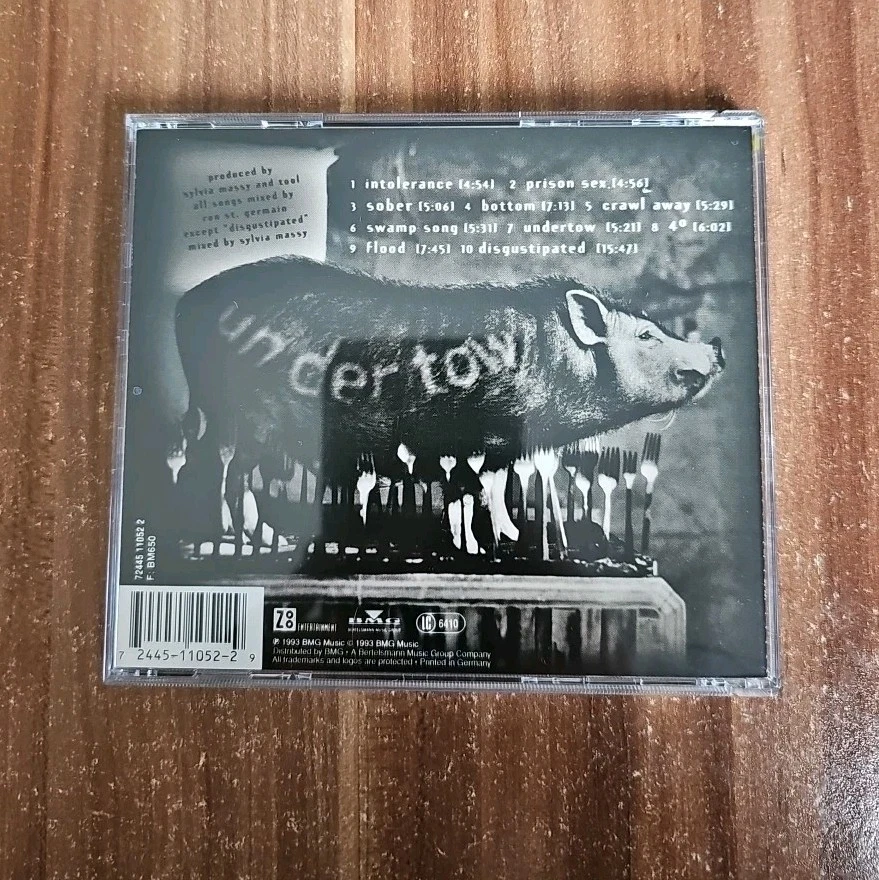 produced by
sylvia massy and tool
all songs mixed by
ron st. germain
except "disgustipated"
mixed by sylvia massy
1 intolerance [4:54] 2 prison sex [4:56]
3 sober [5:06] 4 bottom [7:13] 5 crawl away [5:29]
6 swamp song [5:31] 7 undertow [5:21] 8 4° [6:02]
9 flood [7:45] 10 disgustipated [15:47]
undertow
72445 11052 2
F: BM650
7 2445-11052-2 9
ZOO ENTERTAINMENT
BMG
BERTELSMANN MUSIC GROUP
LC 6410
℗ 1993 BMG Music © 1993 BMG Music
Distributed by BMG • A Bertelsmann Music Group Company
All trademarks and logos are protected • Printed in Germany